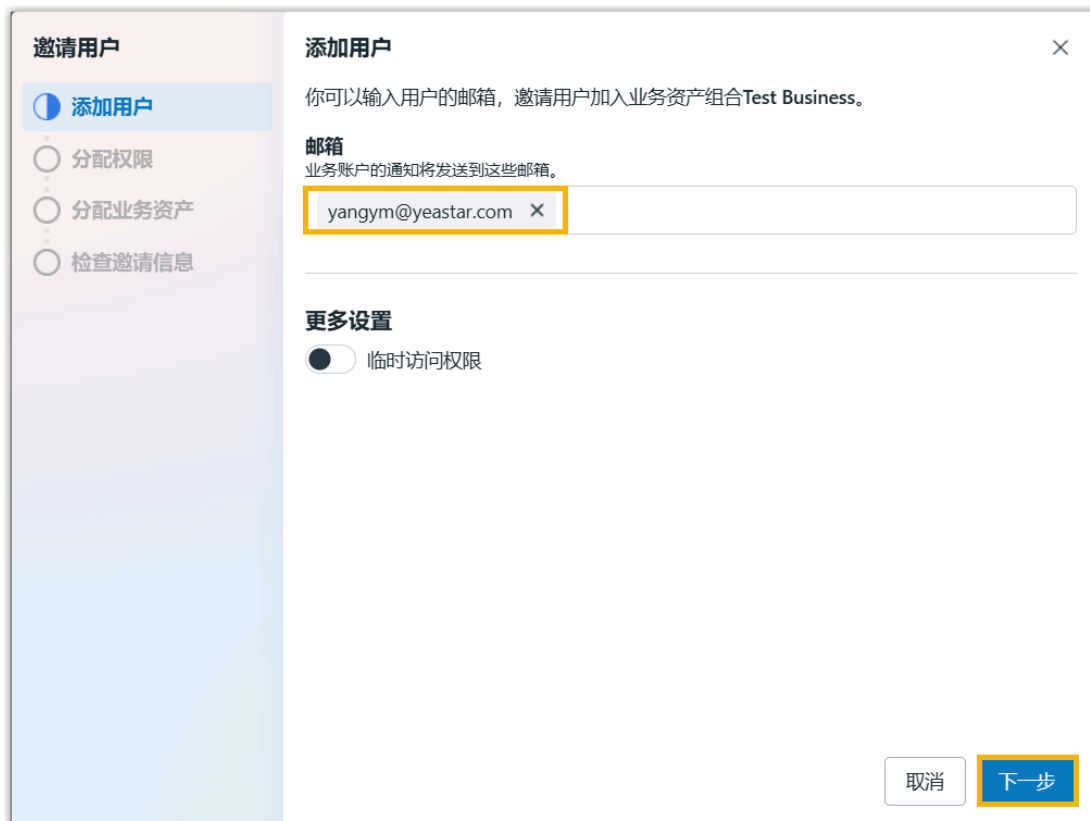 邀请用户
添加用户
分配权限
分配业务资产
检查邀请信息
添加用户
你可以输入用户的邮箱，邀请用户加入业务资产组合Test Business。
邮箱
业务账户的通知将发送到这些邮箱。
yangym@yeastar.com
更多设置
临时访问权限
取消
下一步